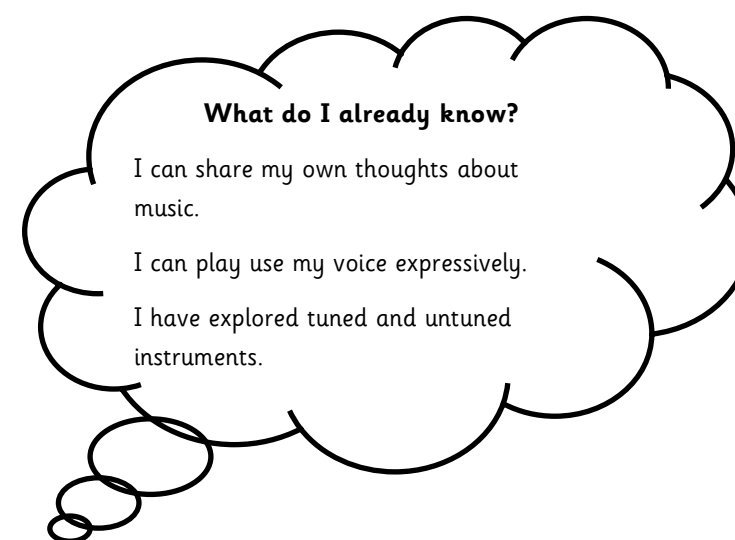 What do I already know?
I can share my own thoughts about
music.
I can play use my voice expressively.
I have explored tuned and untuned
instruments.